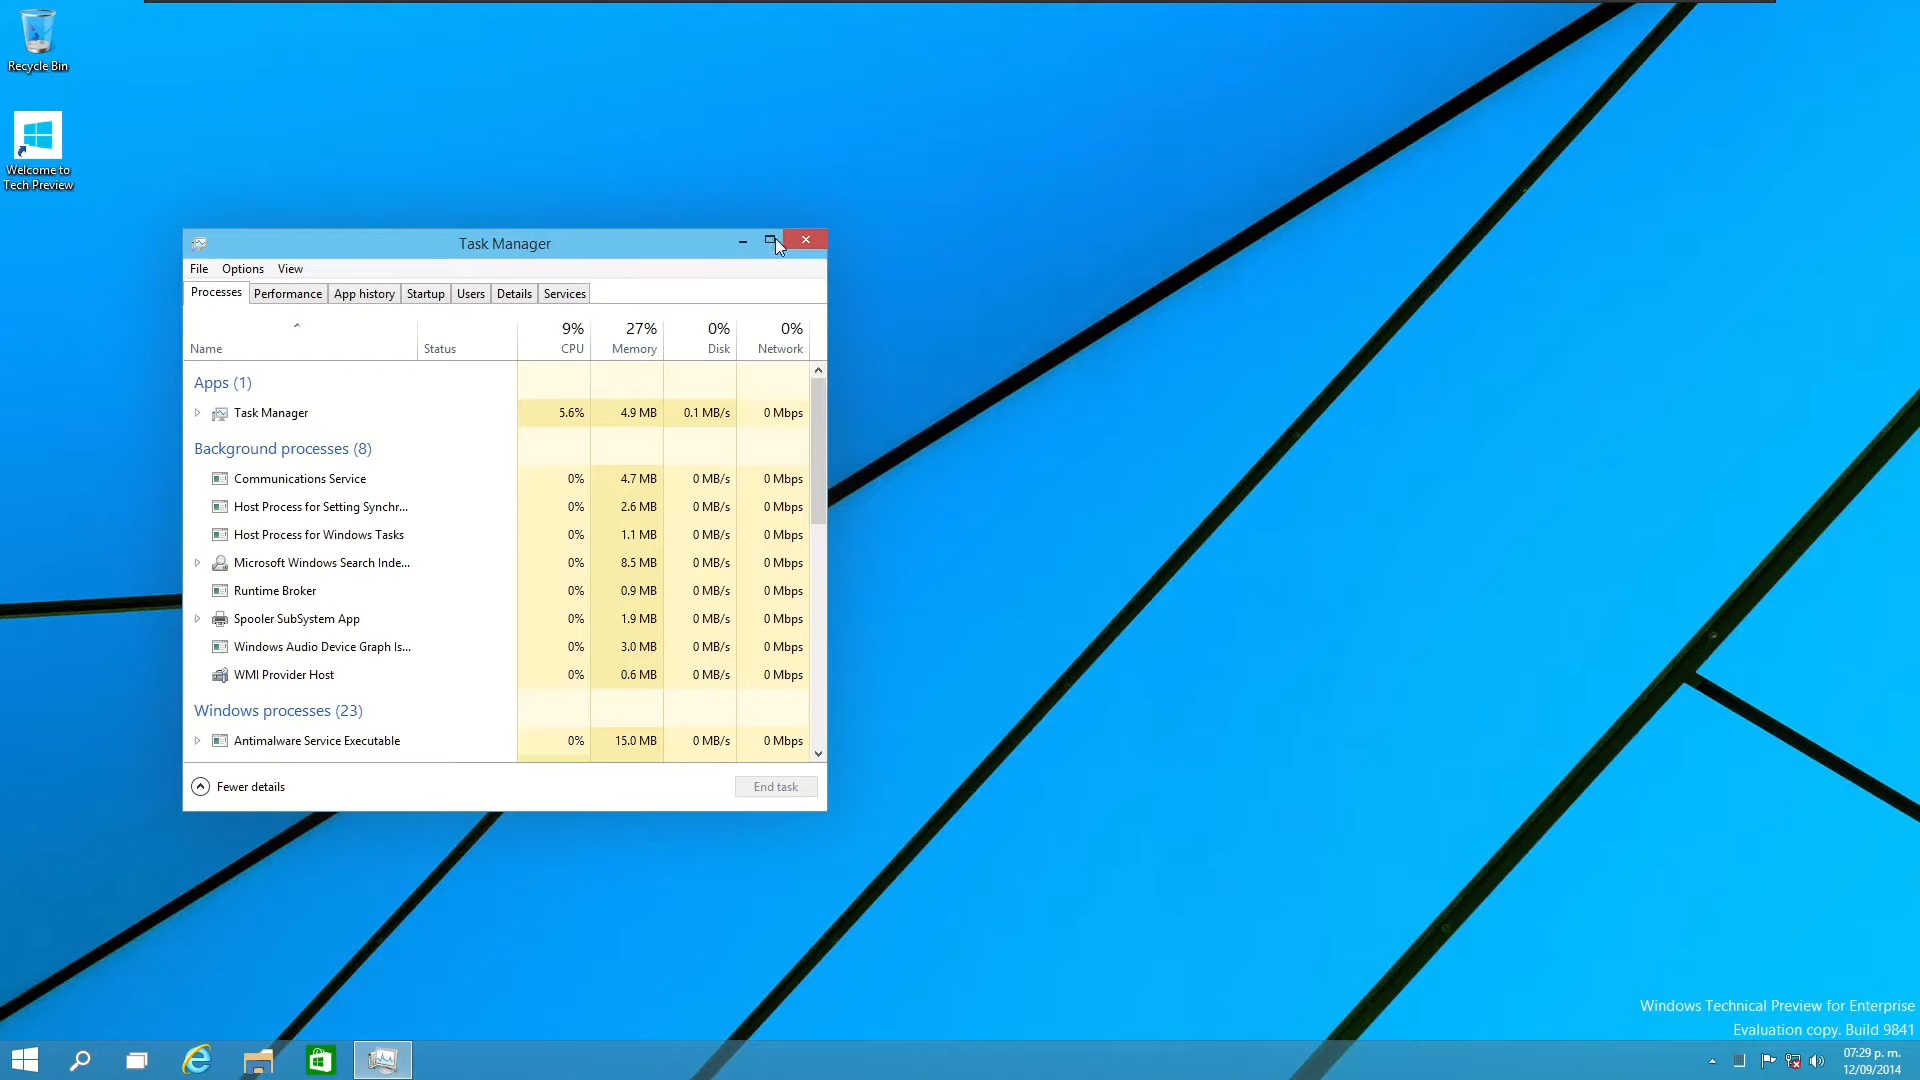 Recycle Bin
Welcome to
Tech Preview
Task Manager
File Options View
Processes Performance App history Startup Users Details Services
9% 27% 0% 0%
Name Status CPU Memory Disk Network
Apps (1)
Task Manager 5.6% 4.9 MB 0.1 MB/s 0 Mbps
Background processes (8)
Communications Service 0% 4.7 MB 0 MB/s 0 Mbps
Host Process for Setting Synchr... 0% 2.6 MB 0 MB/s 0 Mbps
Host Process for Windows Tasks 0% 1.1 MB 0 MB/s 0 Mbps
Microsoft Windows Search Inde... 0% 8.5 MB 0 MB/s 0 Mbps
Runtime Broker 0% 0.9 MB 0 MB/s 0 Mbps
Spooler SubSystem App 0% 1.9 MB 0 MB/s 0 Mbps
Windows Audio Device Graph Is... 0% 3.0 MB 0 MB/s 0 Mbps
WMI Provider Host 0% 0.6 MB 0 MB/s 0 Mbps
Windows processes (23)
Antimalware Service Executable 0% 15.0 MB 0 MB/s 0 Mbps
Fewer details End task
Windows Technical Preview for Enterprise
Evaluation copy. Build 9841
07:29 p. m.
12/09/2014